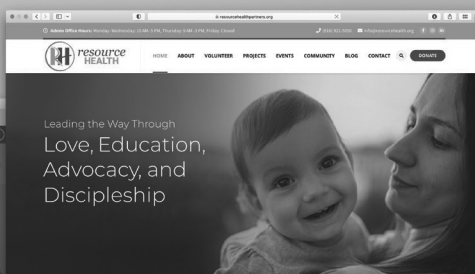 resourcehealthpartners.org
Admin Office Hours: Monday - Wednesday: 10 AM-3 PM, Thursday: 9 AM-3 PM, Friday: Closed
info@resourcehealth.org
RH resource
HEALTH
HOME ABOUT VOLUNTEER PROJECTS EVENTS COMMUNITY BLOG CONTACT DONATE
Leading the Way Through
Love, Education,
Advocacy, and
Discipleship